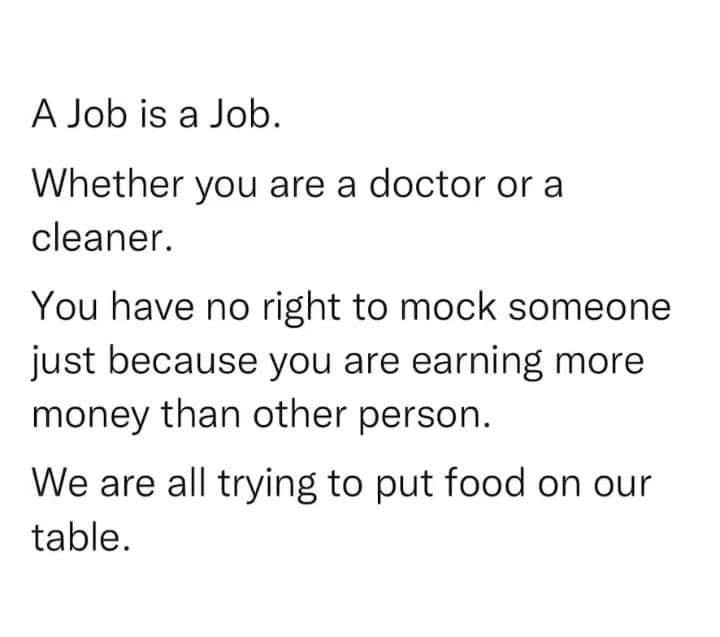 A Job is a Job.
Whether you are a doctor or a
cleaner.
You have no right to mock someone
just because you are earning more
money than other person.
We are all trying to put food on our
table.